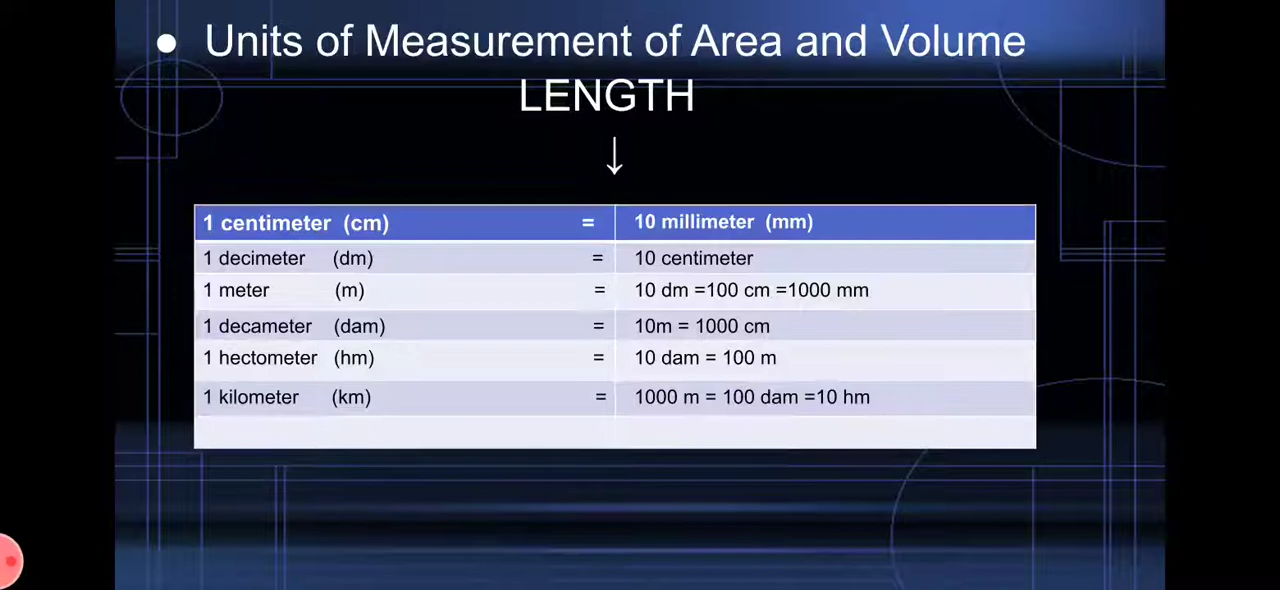 ● Units of Measurement of Area and Volume
LENGTH
↓
1 centimeter (cm) = 10 millimeter (mm)
1 decimeter (dm) = 10 centimeter
1 meter (m) = 10 dm =100 cm =1000 mm
1 decameter (dam) = 10m = 1000 cm
1 hectometer (hm) = 10 dam = 100 m
1 kilometer (km) = 1000 m = 100 dam =10 hm